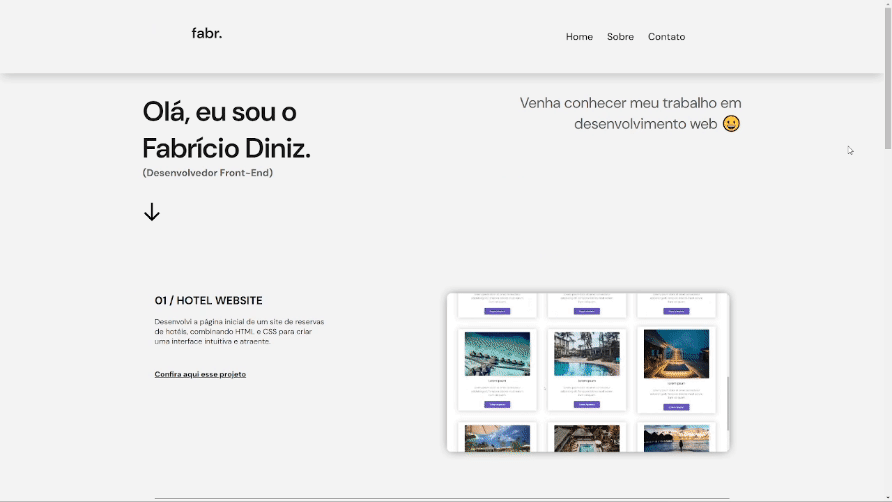 fabr.
Home Sobre Contato
Olá, eu sou o
Fabrício Diniz.
(Desenvolvedor Front-End)
Venha conhecer meu trabalho em
desenvolvimento web 😀
01 / HOTEL WEBSITE
Desenvolvi a página inicial de um site de reservas
de hotéis, combinando HTML e CSS para criar
uma interface intuitiva e atraente.
Confira aqui esse projeto